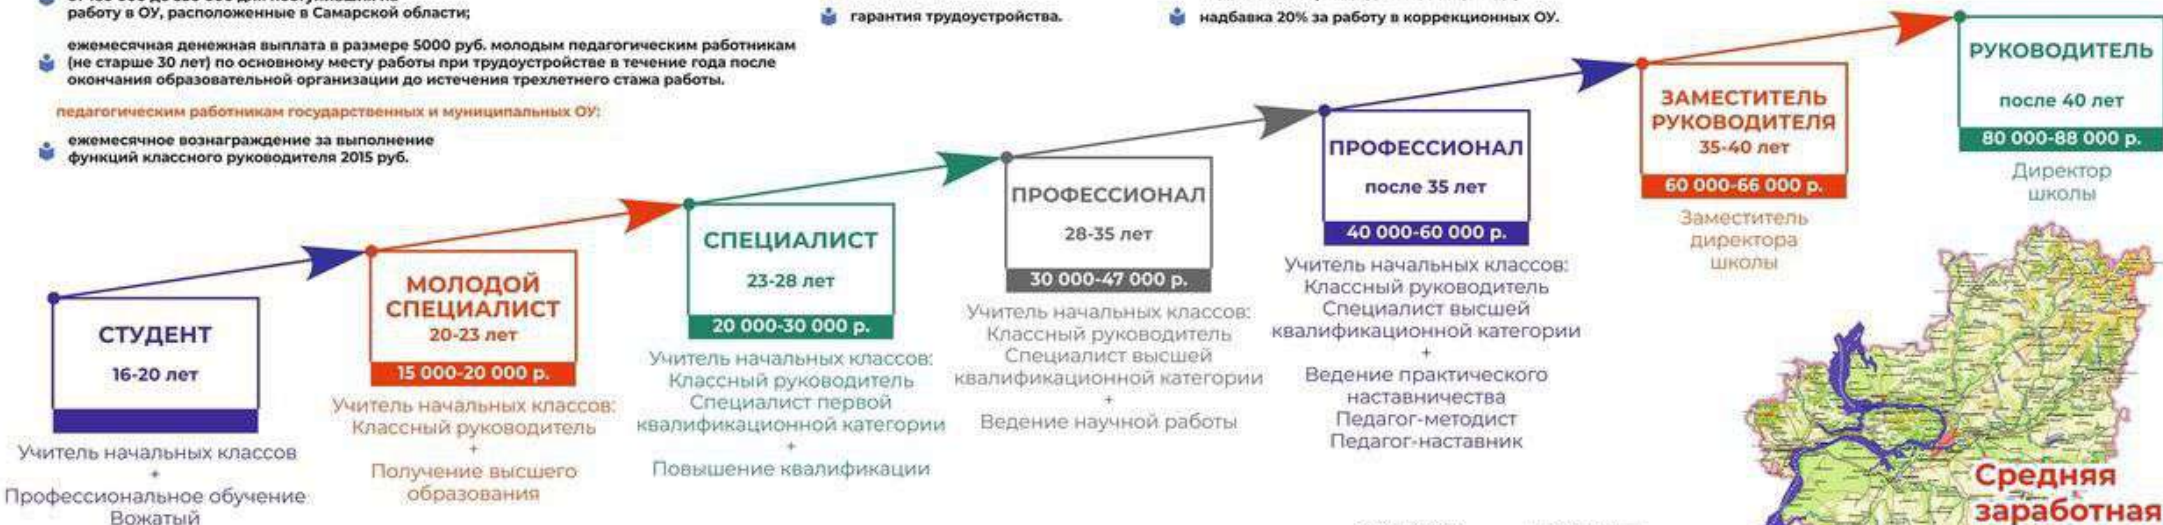 работу в ОУ, расположенные в Самарской области;
ежемесячная денежная выплата в размере 5000 руб. молодым педагогическим работникам
(не старше 30 лет) по основному месту работы при трудоустройстве в течение года после
окончания образовательной организации до истечения трехлетнего стажа работы.
педагогическим работникам государственных и муниципальных ОУ:
ежемесячное вознаграждение за выполнение
функций классного руководителя 2015 руб.
гарантия трудоустройства.
надбавка 20% за работу в коррекционных ОУ.
СТУДЕНТ
16-20 лет
Учитель начальных классов
+
Профессиональное обучение
Вожатый
МОЛОДОЙ
СПЕЦИАЛИСТ
20-23 лет
15 000-20 000 р.
Учитель начальных классов:
Классный руководитель
+
Получение высшего
образования
СПЕЦИАЛИСТ
23-28 лет
20 000-30 000 р.
Учитель начальных классов:
Классный руководитель
Специалист первой
квалификационной категории
+
Повышение квалификации
ПРОФЕССИОНАЛ
28-35 лет
30 000-47 000 р.
Учитель начальных классов:
Классный руководитель
Специалист высшей
квалификационной категории
+
Ведение научной работы
ПРОФЕССИОНАЛ
после 35 лет
40 000-60 000 р.
Учитель начальных классов:
Классный руководитель
Специалист высшей
квалификационной категории
+
Ведение практического
наставничества
Педагог-методист
Педагог-наставник
ЗАМЕСТИТЕЛЬ
РУКОВОДИТЕЛЯ
35-40 лет
60 000-66 000 р.
Заместитель
директора
школы
РУКОВОДИТЕЛЬ
после 40 лет
80 000-88 000 р.
Директор
школы
Средняя
заработная